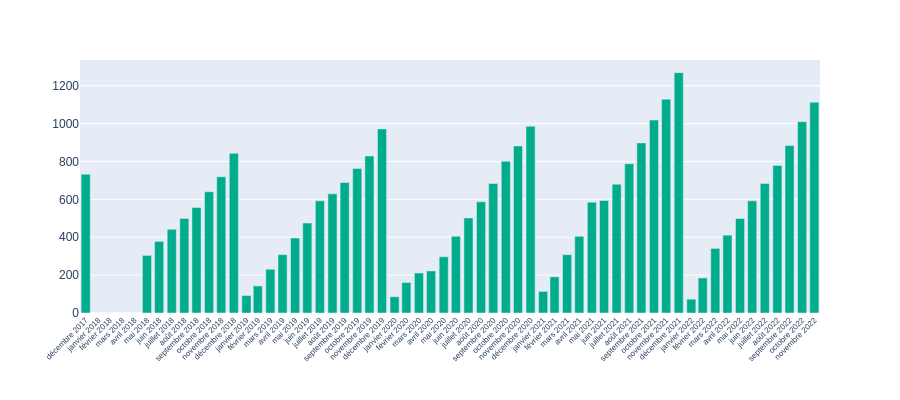 1200
1000
800
600
400
200
0
décembre 2017
janvier 2018
février 2018
mars 2018
avril 2018
mai 2018
juin 2018
juillet 2018
août 2018
septembre 2018
octobre 2018
novembre 2018
décembre 2018
janvier 2019
février 2019
mars 2019
avril 2019
mai 2019
juin 2019
juillet 2019
août 2019
septembre 2019
octobre 2019
novembre 2019
décembre 2019
janvier 2020
février 2020
mars 2020
avril 2020
mai 2020
juin 2020
juillet 2020
août 2020
septembre 2020
octobre 2020
novembre 2020
décembre 2020
janvier 2021
février 2021
mars 2021
avril 2021
mai 2021
juin 2021
juillet 2021
août 2021
septembre 2021
octobre 2021
novembre 2021
décembre 2021
janvier 2022
février 2022
mars 2022
avril 2022
mai 2022
juin 2022
juillet 2022
août 2022
septembre 2022
octobre 2022
novembre 2022